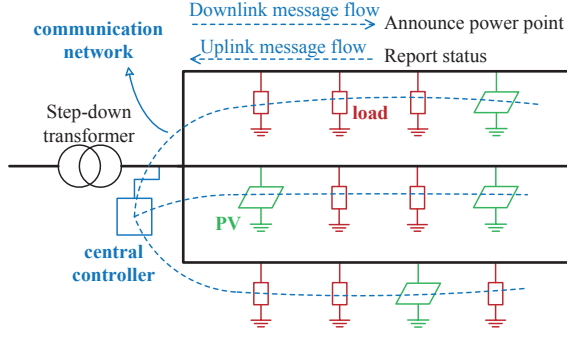 Downlink message flow
Announce power point
Uplink message flow
Report status
communication
network
Step-down
transformer
load
PV
central
controller